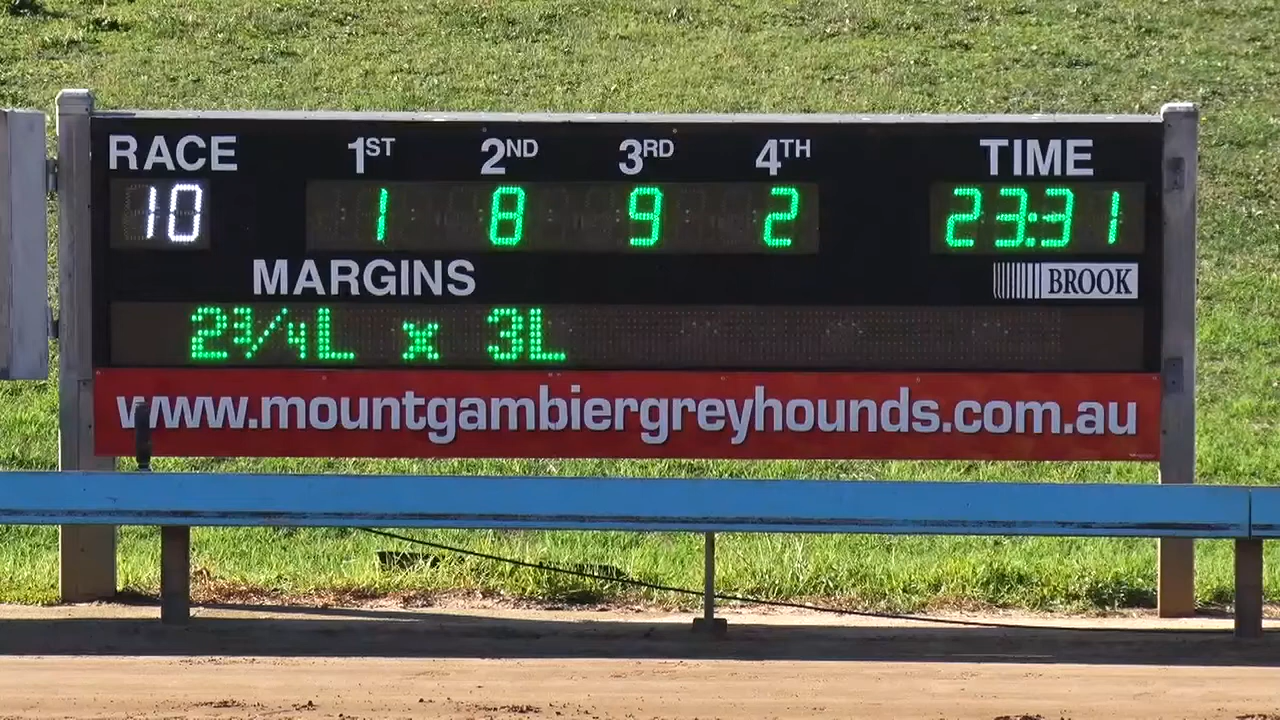 RACE 1ST 2ND 3RD 4TH TIME
10 1 8 9 2 23:31
MARGINS BROOK
2¾L x 3L
www.mountgambiergreyhounds.com.au